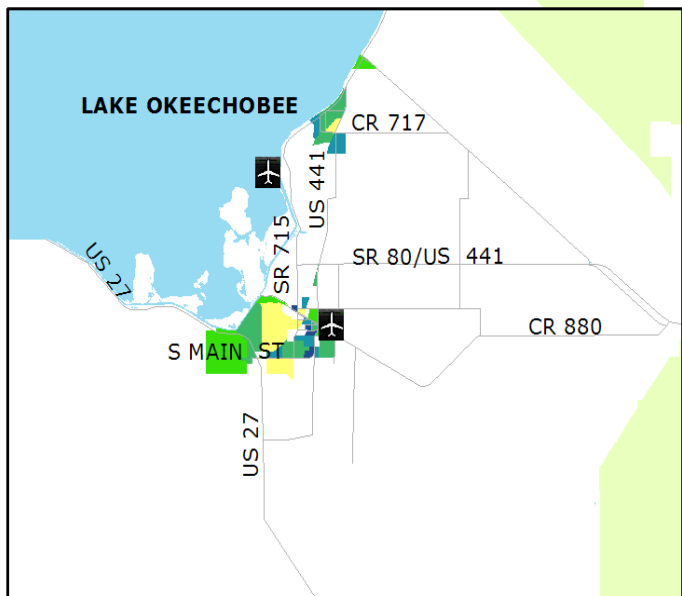 LAKE OKEECHOBEE
CR 717
US 441
SR 715
US 27
SR 80/US 441
CR 880
S MAIN ST
US 27